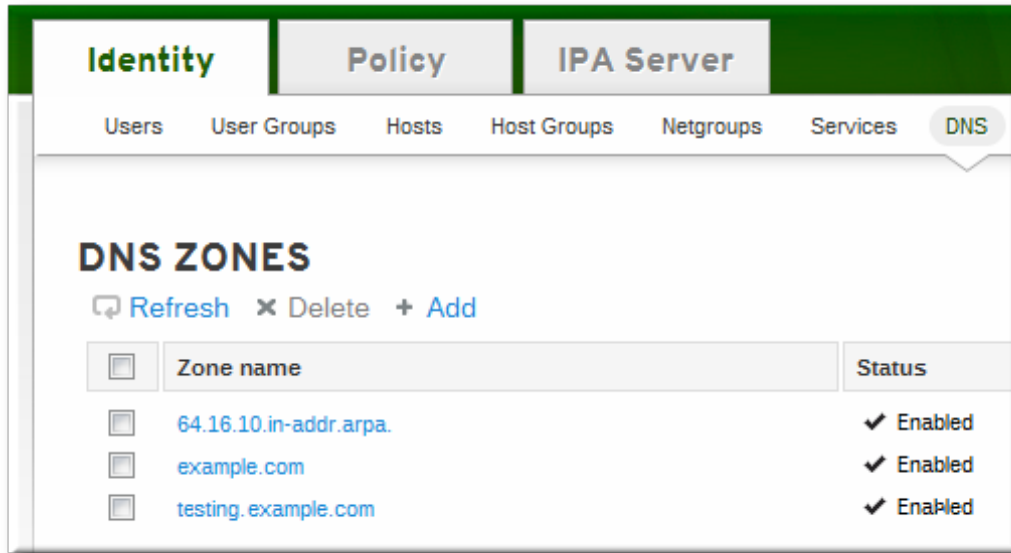 Identity Policy IPA Server
Users User Groups Hosts Host Groups Netgroups Services DNS
DNS ZONES
Refresh Delete + Add
Zone name Status
64.16.10.in-addr.arpa. Enabled
example.com Enabled
testing.example.com Enabled